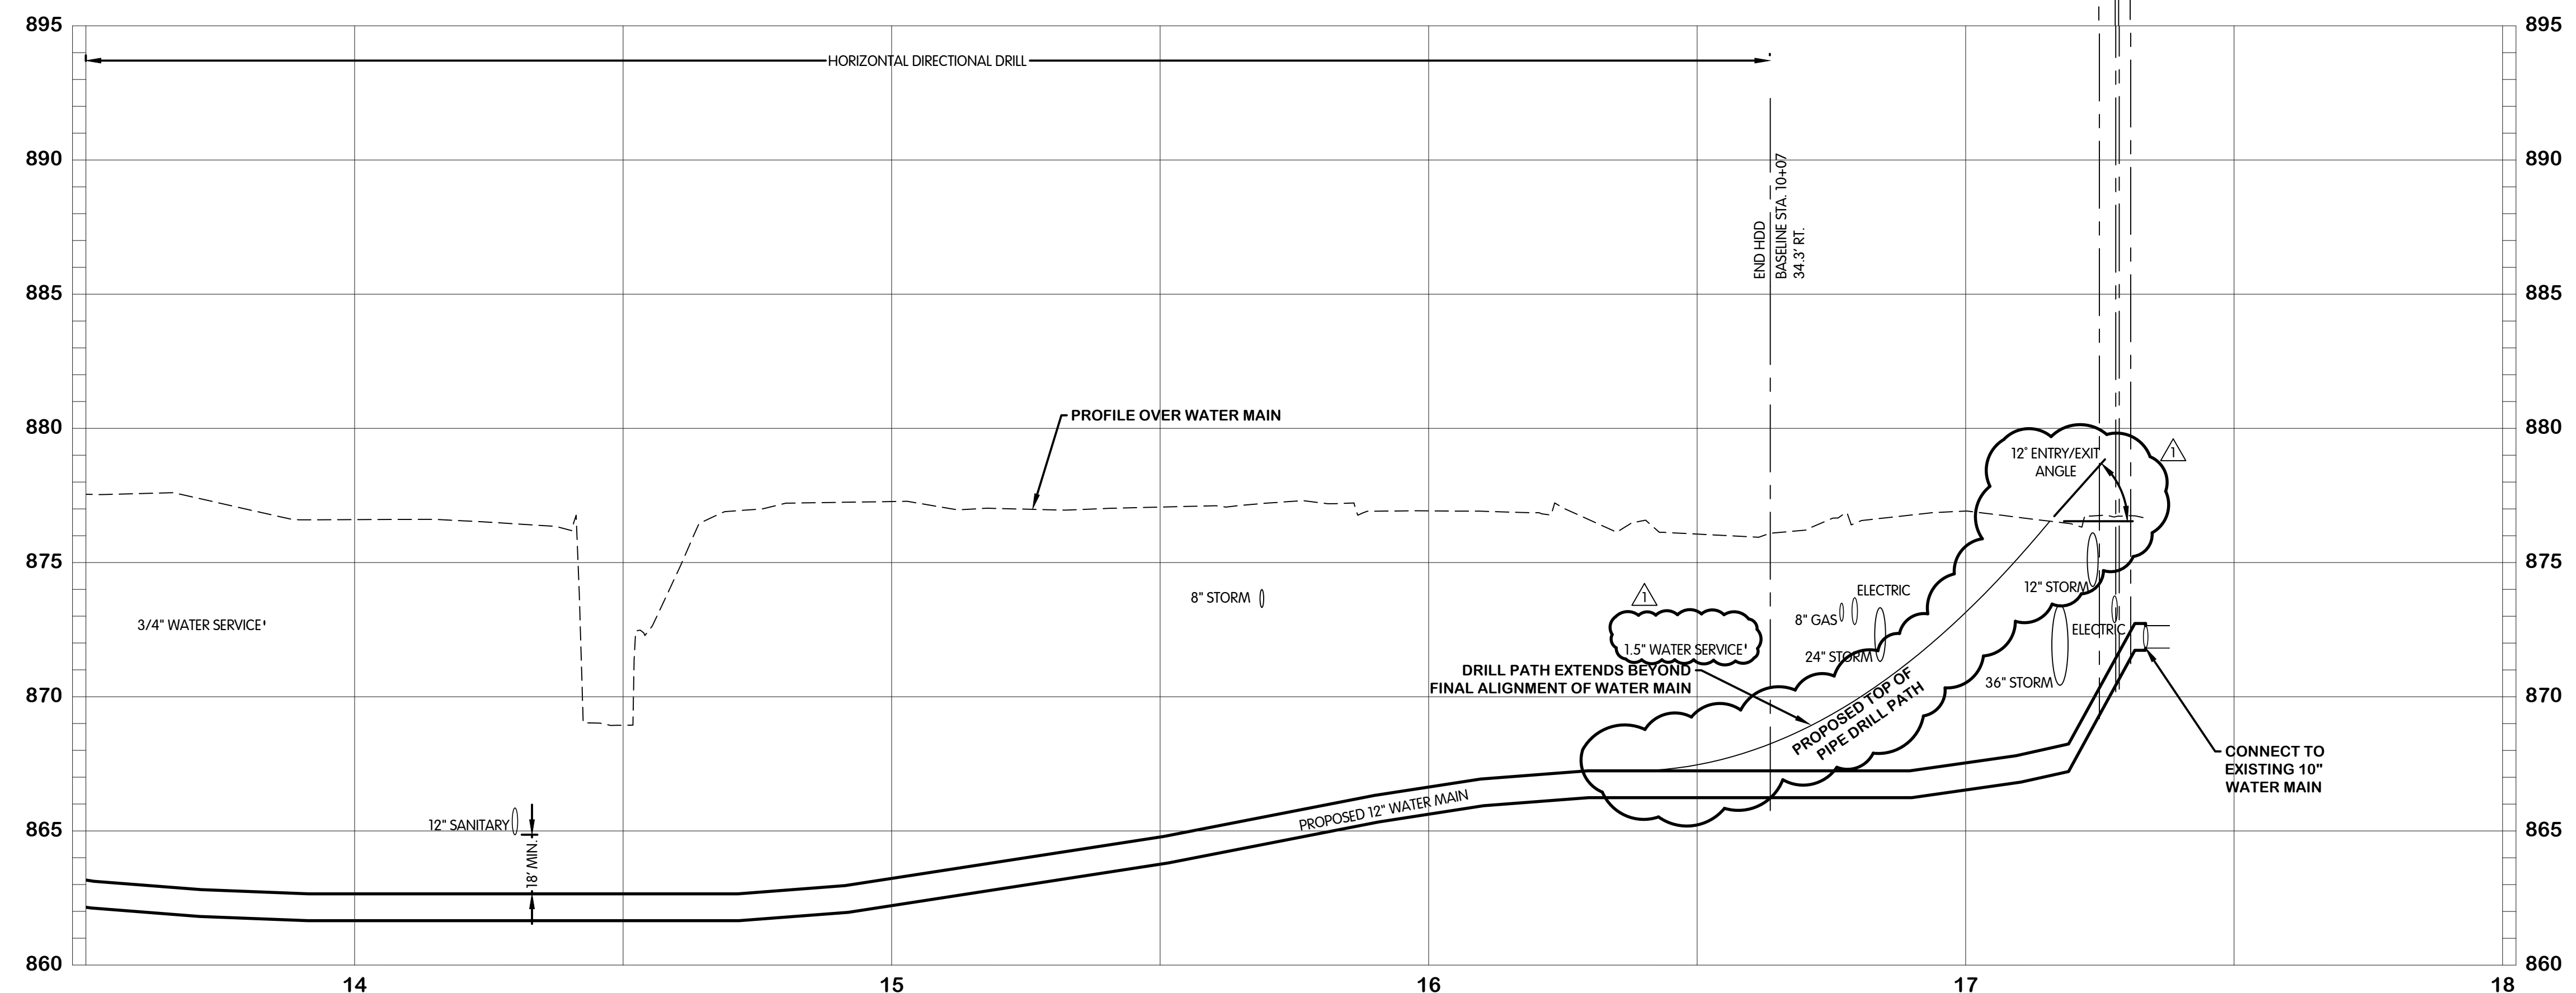 895
895
HORIZONTAL DIRECTIONAL DRILL
890
890
END HDD
BASELINE STA. 10+07
34.3' RT.
885
885
PROFILE OVER WATER MAIN
880
880
12° ENTRY/EXIT
ANGLE
1
875
875
3/4" WATER SERVICE
8" STORM
1
1.5" WATER SERVICE
8" GAS
ELECTRIC
24" STORM
12" STORM
ELECTRIC
36" STORM
DRILL PATH EXTENDS BEYOND
FINAL ALIGNMENT OF WATER MAIN
870
870
PROPOSED TOP OF
PIPE DRILL PATH
CONNECT TO
EXISTING 10"
WATER MAIN
PROPOSED 12" WATER MAIN
865
865
12" SANITARY
18' MIN.
860
860
14
15
16
17
18